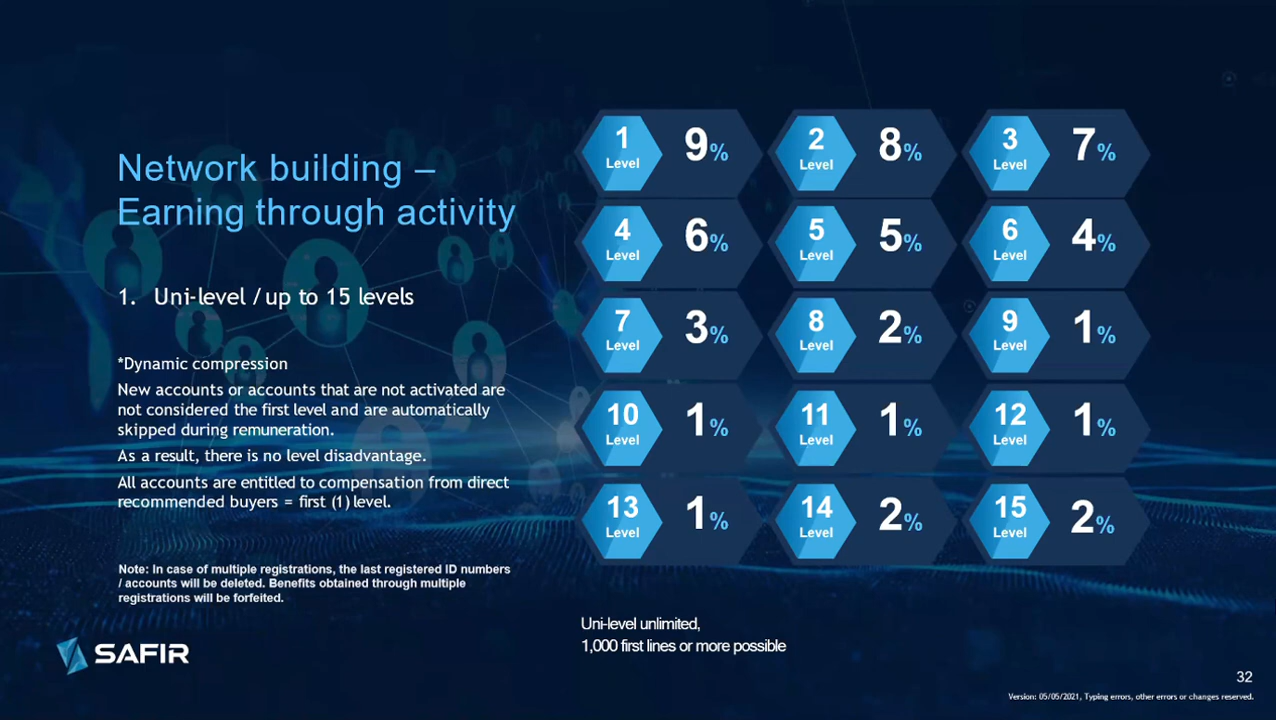 Network building –
Earning through activity
1. Uni-level / up to 15 levels
*Dynamic compression
New accounts or accounts that are not activated are
not considered the first level and are automatically
skipped during remuneration.
As a result, there is no level disadvantage.
All accounts are entitled to compensation from direct
recommended buyers = first (1) level.
Note: In case of multiple registrations, the last registered ID numbers
/ accounts will be deleted. Benefits obtained through multiple
registrations will be forfeited.
SAFIR
1 Level 9%
2 Level 8%
3 Level 7%
4 Level 6%
5 Level 5%
6 Level 4%
7 Level 3%
8 Level 2%
9 Level 1%
10 Level 1%
11 Level 1%
12 Level 1%
13 Level 1%
14 Level 2%
15 Level 2%
Uni-level unlimited,
1,000 first lines or more possible
32
Version: 05/05/2021, Typing errors, other errors or changes reserved.